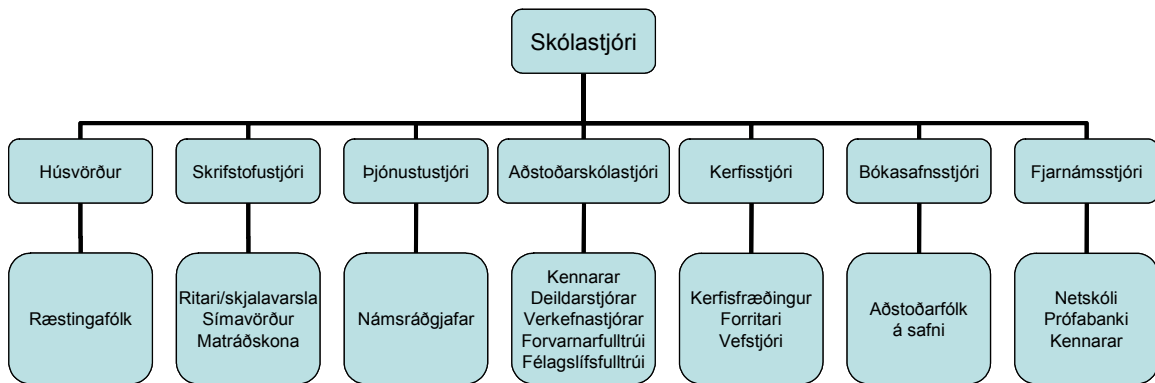 Skólastjóri
Húsvörður
Skrifstofustjóri
Þjónustustjóri
Aðstoðarskólastjóri
Kerfisstjóri
Bókasafnsstjóri
Fjarnámsstjóri
Ræstingafólk
Ritari/skjalavarsla
Símavörður
Matráðskona
Námsráðgjafar
Kennarar
Deildarstjórar
Verkefnastjórar
Forvarnarfulltrúi
Félagslífsfulltrúi
Kerfisfræðingur
Forritari
Vefstjóri
Aðstoðarfólk
á safni
Netskóli
Prófabanki
Kennarar